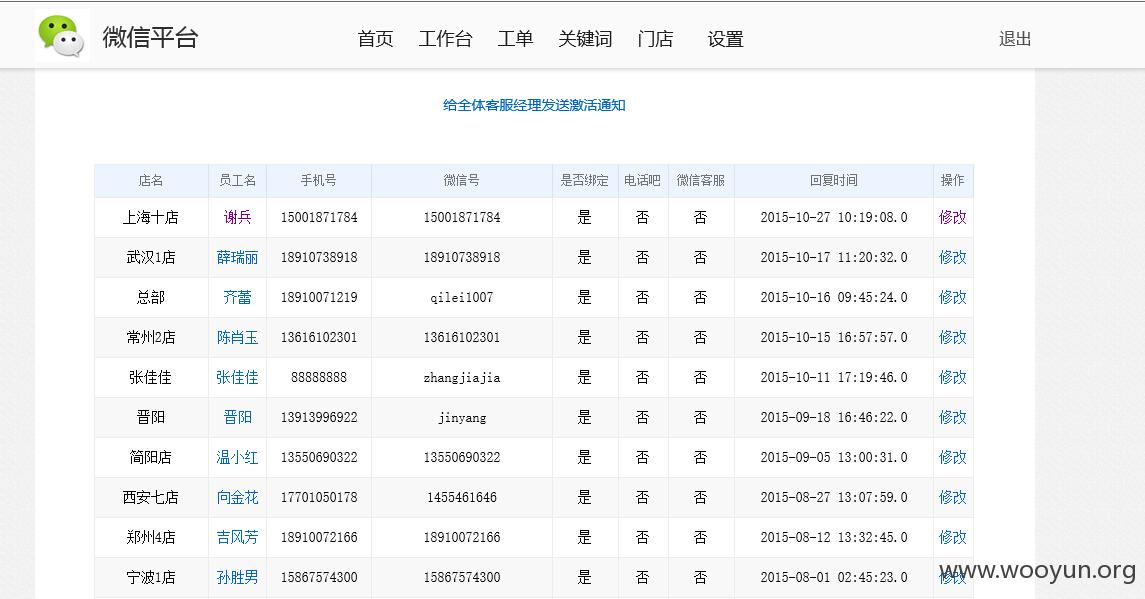 微信平台 首页 工作台 工单 关键词 门店 设置 退出
给全体客服经理发送激活通知
店名 员工名 手机号 微信号 是否绑定 电话吧 微信客服 回复时间 操作
上海十店 谢兵 15001871784 15001871784 是 否 否 2015-10-27 10:19:08.0 修改
武汉1店 薛瑞丽 18910738918 18910738918 是 否 否 2015-10-17 11:20:32.0 修改
总部 齐蕾 18910071219 qilei1007 是 否 否 2015-10-16 09:45:24.0 修改
常州2店 陈肖玉 13616102301 13616102301 是 否 否 2015-10-15 16:57:57.0 修改
张佳佳 张佳佳 88888888 zhangjiajia 是 否 否 2015-10-11 17:19:46.0 修改
晋阳 晋阳 13913996922 jinyang 是 否 否 2015-09-18 16:46:22.0 修改
简阳店 温小红 13550690322 13550690322 是 否 否 2015-09-05 13:00:31.0 修改
西安七店 向金花 17701050178 1455461646 是 否 否 2015-08-27 13:07:59.0 修改
郑州4店 吉风芳 18910072166 18910072166 是 否 否 2015-08-12 13:32:45.0 修改
宁波1店 孙胜男 15867574300 15867574300 是 否 否 2015-08-01 02:45:23.0 修改
www.wooyun.org